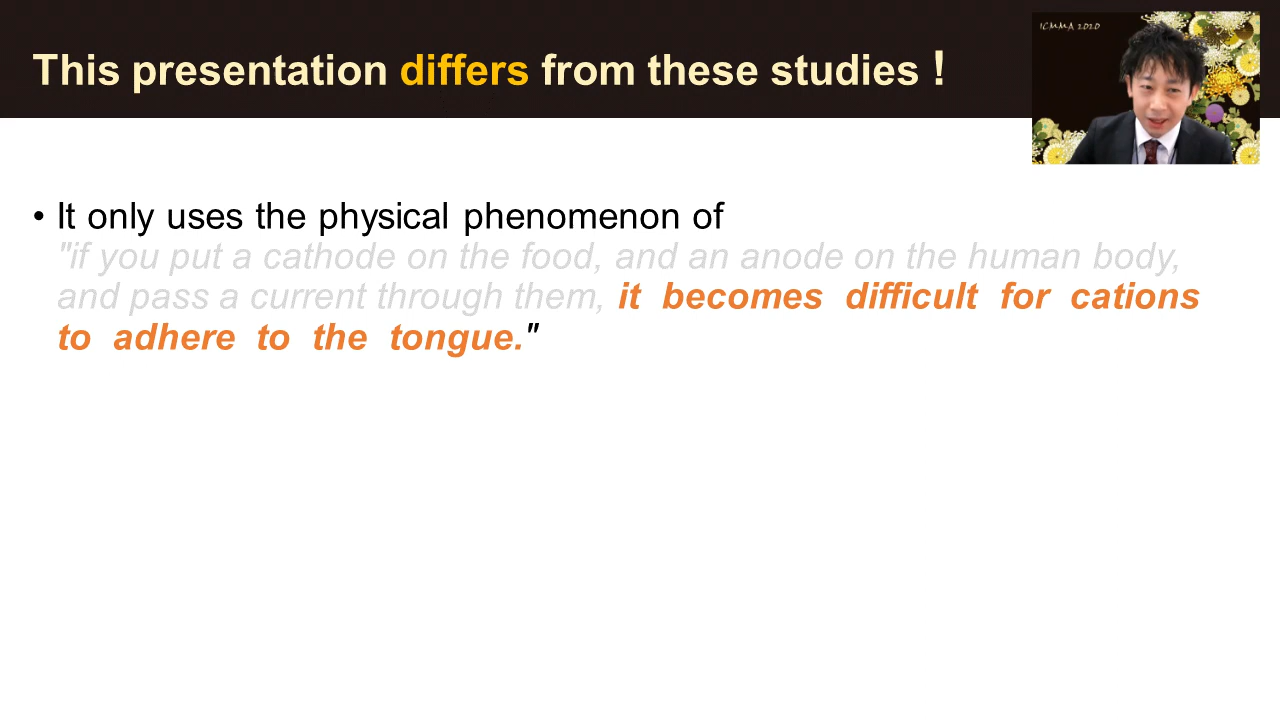 This presentation differs from these studies！
ICMMA 2020
• It only uses the physical phenomenon of
"if you put a cathode on the food, and an anode on the human body,
and pass a current through them, it becomes difficult for cations
to adhere to the tongue."